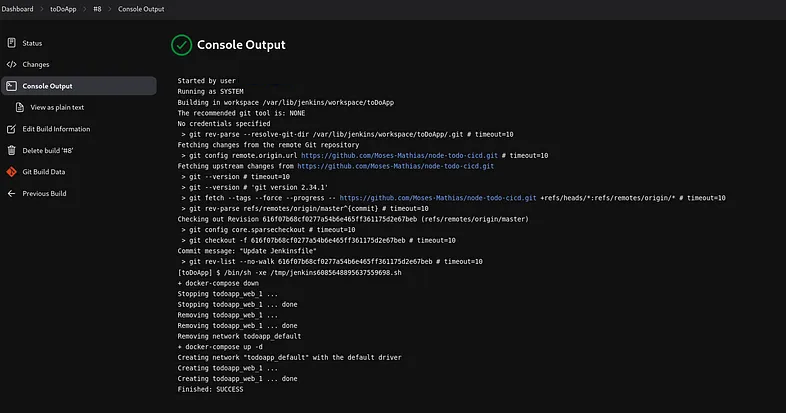 Dashboard > toDoApp > #8 > Console Output
Status
Changes
Console Output
View as plain text
Edit Build Information
Delete build '#8'
Git Build Data
Previous Build
Console Output
Started by user
Running as SYSTEM
Building in workspace /var/lib/jenkins/workspace/toDoApp
The recommended git tool is: NONE
No credentials specified
> git rev-parse --resolve-git-dir /var/lib/jenkins/workspace/toDoApp/.git # timeout=10
Fetching changes from the remote Git repository
> git config remote.origin.url https://github.com/Moses-Mathias/node-todo-cicd.git # timeout=10
Fetching upstream changes from https://github.com/Moses-Mathias/node-todo-cicd.git
> git --version # timeout=10
> git --version # 'git version 2.34.1'
> git fetch --tags --force --progress -- https://github.com/Moses-Mathias/node-todo-cicd.git +refs/heads/*:refs/remotes/origin/* # timeout=10
> git rev-parse refs/remotes/origin/master^{commit} # timeout=10
Checking out Revision 616f07b68cf0277a54b6e465ff361175d2e67beb (refs/remotes/origin/master)
> git config core.sparsecheckout # timeout=10
> git checkout -f 616f07b68cf0277a54b6e465ff361175d2e67beb # timeout=10
Commit message: "Update Jenkinsfile"
> git rev-list --no-walk 616f07b68cf0277a54b6e465ff361175d2e67beb # timeout=10
[toDoApp] $ /bin/sh -xe /tmp/jenkins6085648895637559698.sh
+ docker-compose down
Stopping todoapp_web_1 ...
Stopping todoapp_web_1 ... done
Removing todoapp_web_1 ...
Removing todoapp_web_1 ... done
Removing network todoapp_default
+ docker-compose up -d
Creating network "todoapp_default" with the default driver
Creating todoapp_web_1 ...
Creating todoapp_web_1 ... done
Finished: SUCCESS